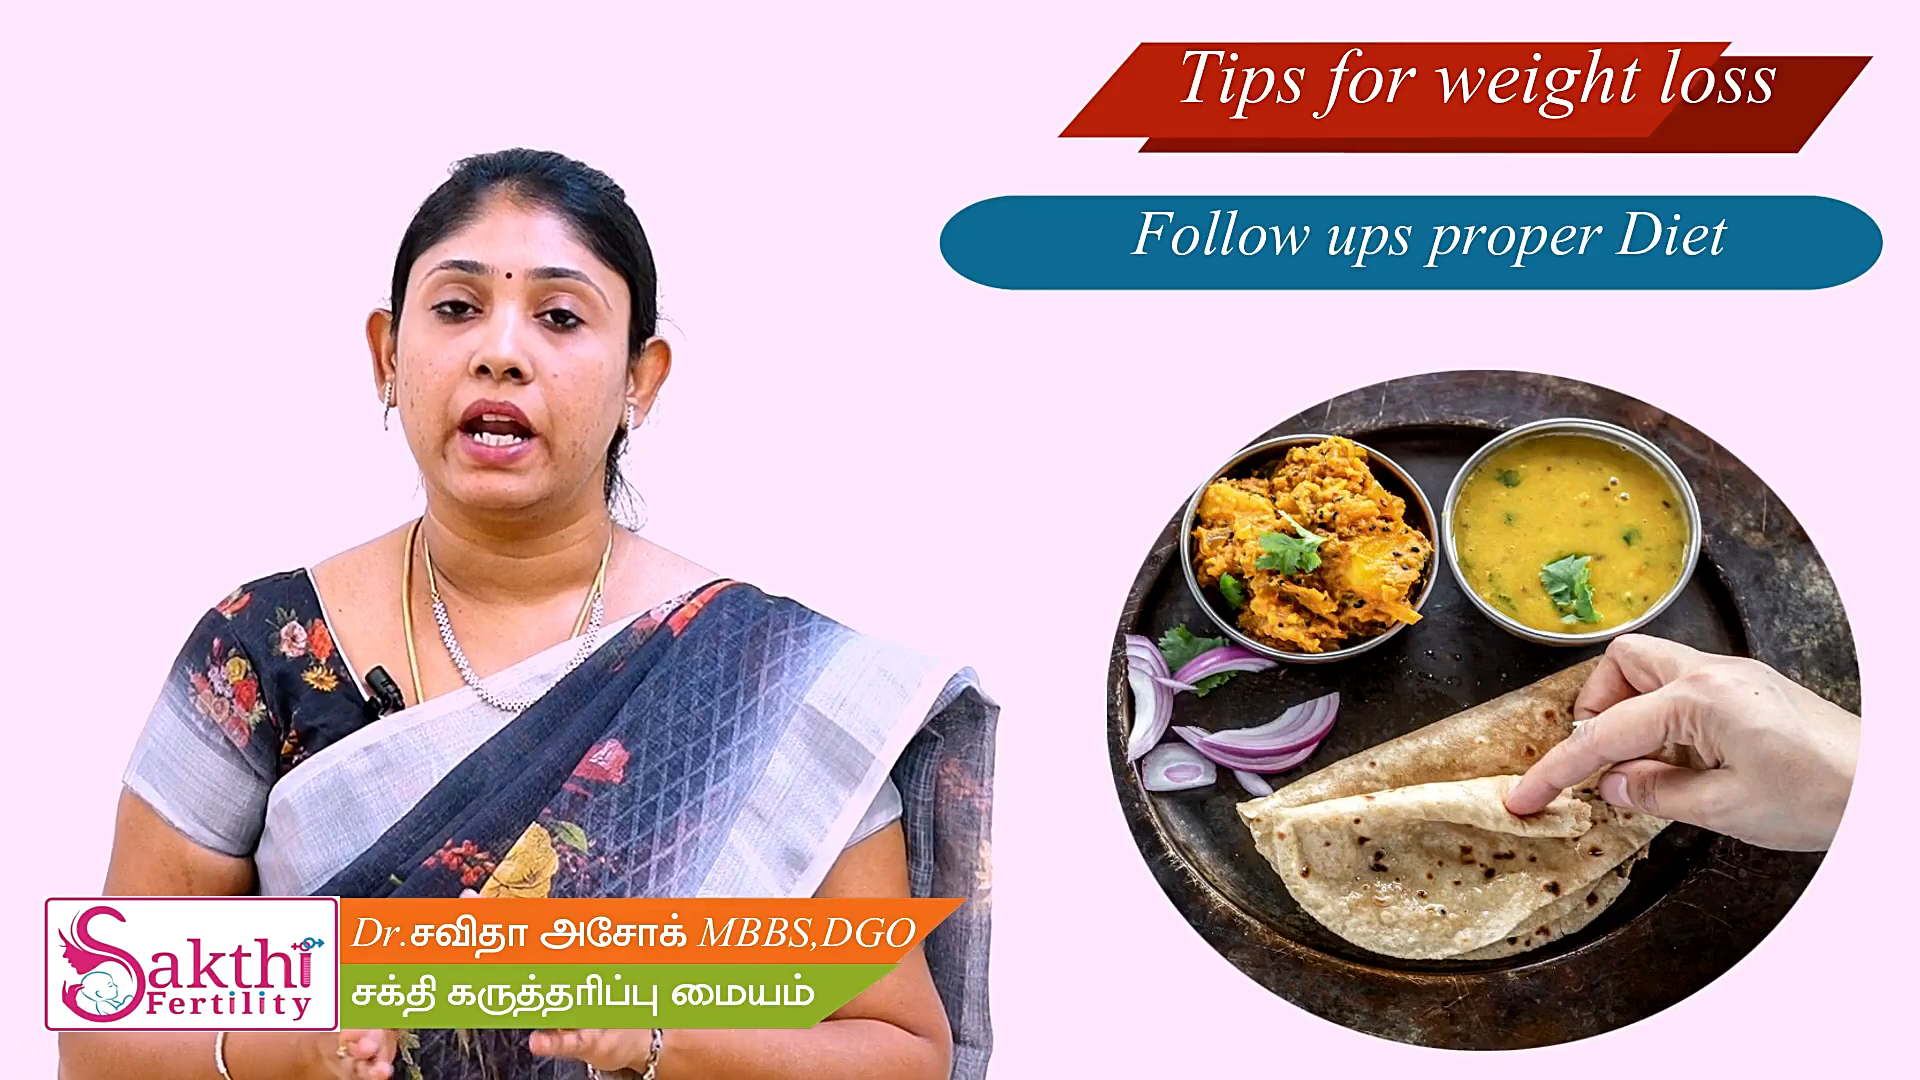 Tips for weight loss
Follow ups proper Diet
Dr.சவிதா அசோக் MBBS,DGO
சக்தி கருத்தரிப்பு மையம்
Sakthi
Fertility